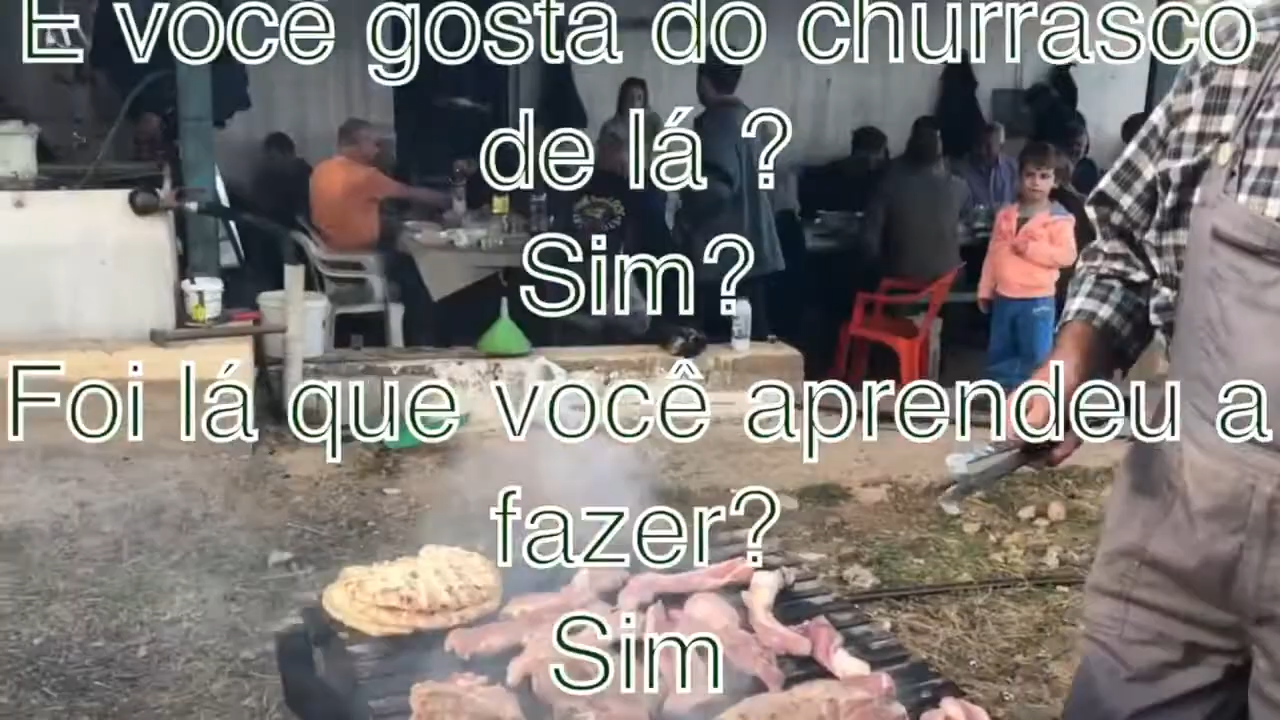 E você gosta do churrasco
de lá ?
Sim?
Foi lá que você aprendeu a
fazer?
Sim